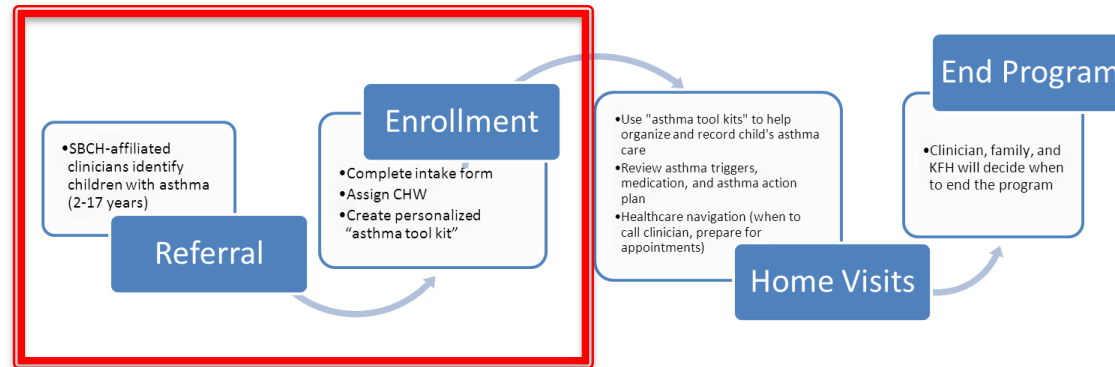 •SBCH-affiliated
clinicians identify
children with asthma
(2-17 years)
Referral
Enrollment
•Complete intake form
•Assign CHW
•Create personalized
“asthma tool kit”
•Use "asthma tool kits" to help
organize and record child's asthma
care
•Review asthma triggers,
medication, and asthma action
plan
•Healthcare navigation (when to
call clinician, prepare for
appointments)
Home Visits
End Program
•Clinician, family, and
KFH will decide when
to end the program